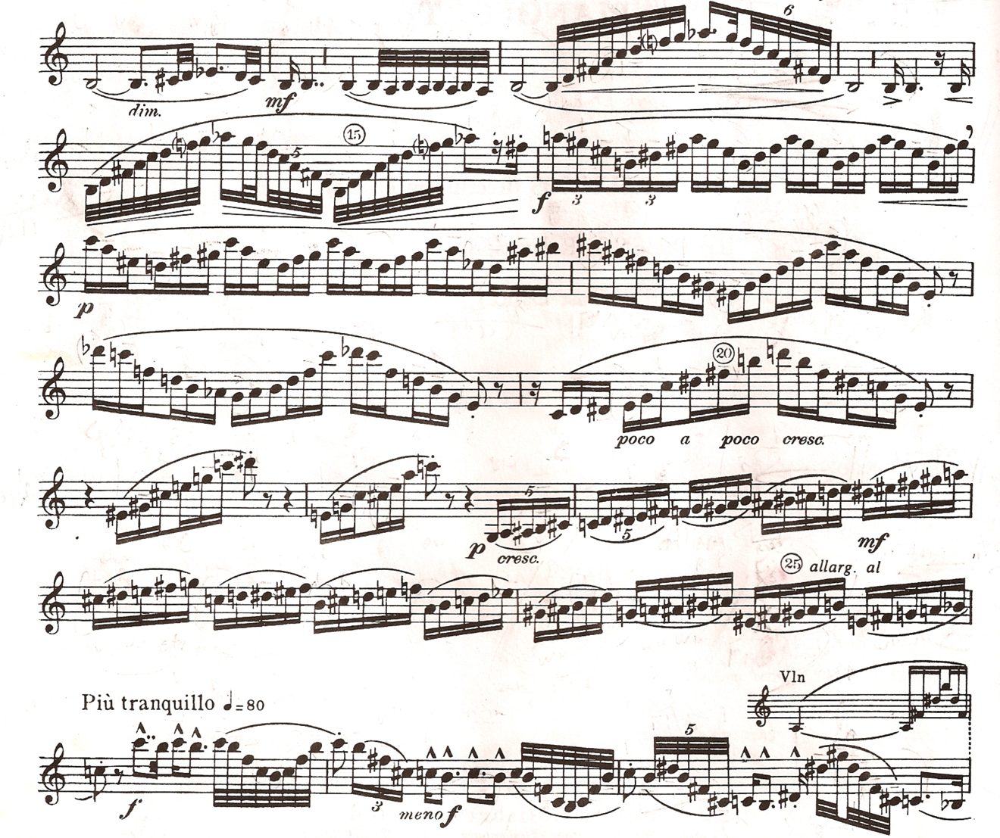 6
dim.
mf
15
5
f 3 3
p
20
poco a poco cresc.
5
p cresc.
5
mf
25 allarg. al
Vln
Più tranquillo ♩=80
5
f
3
meno f